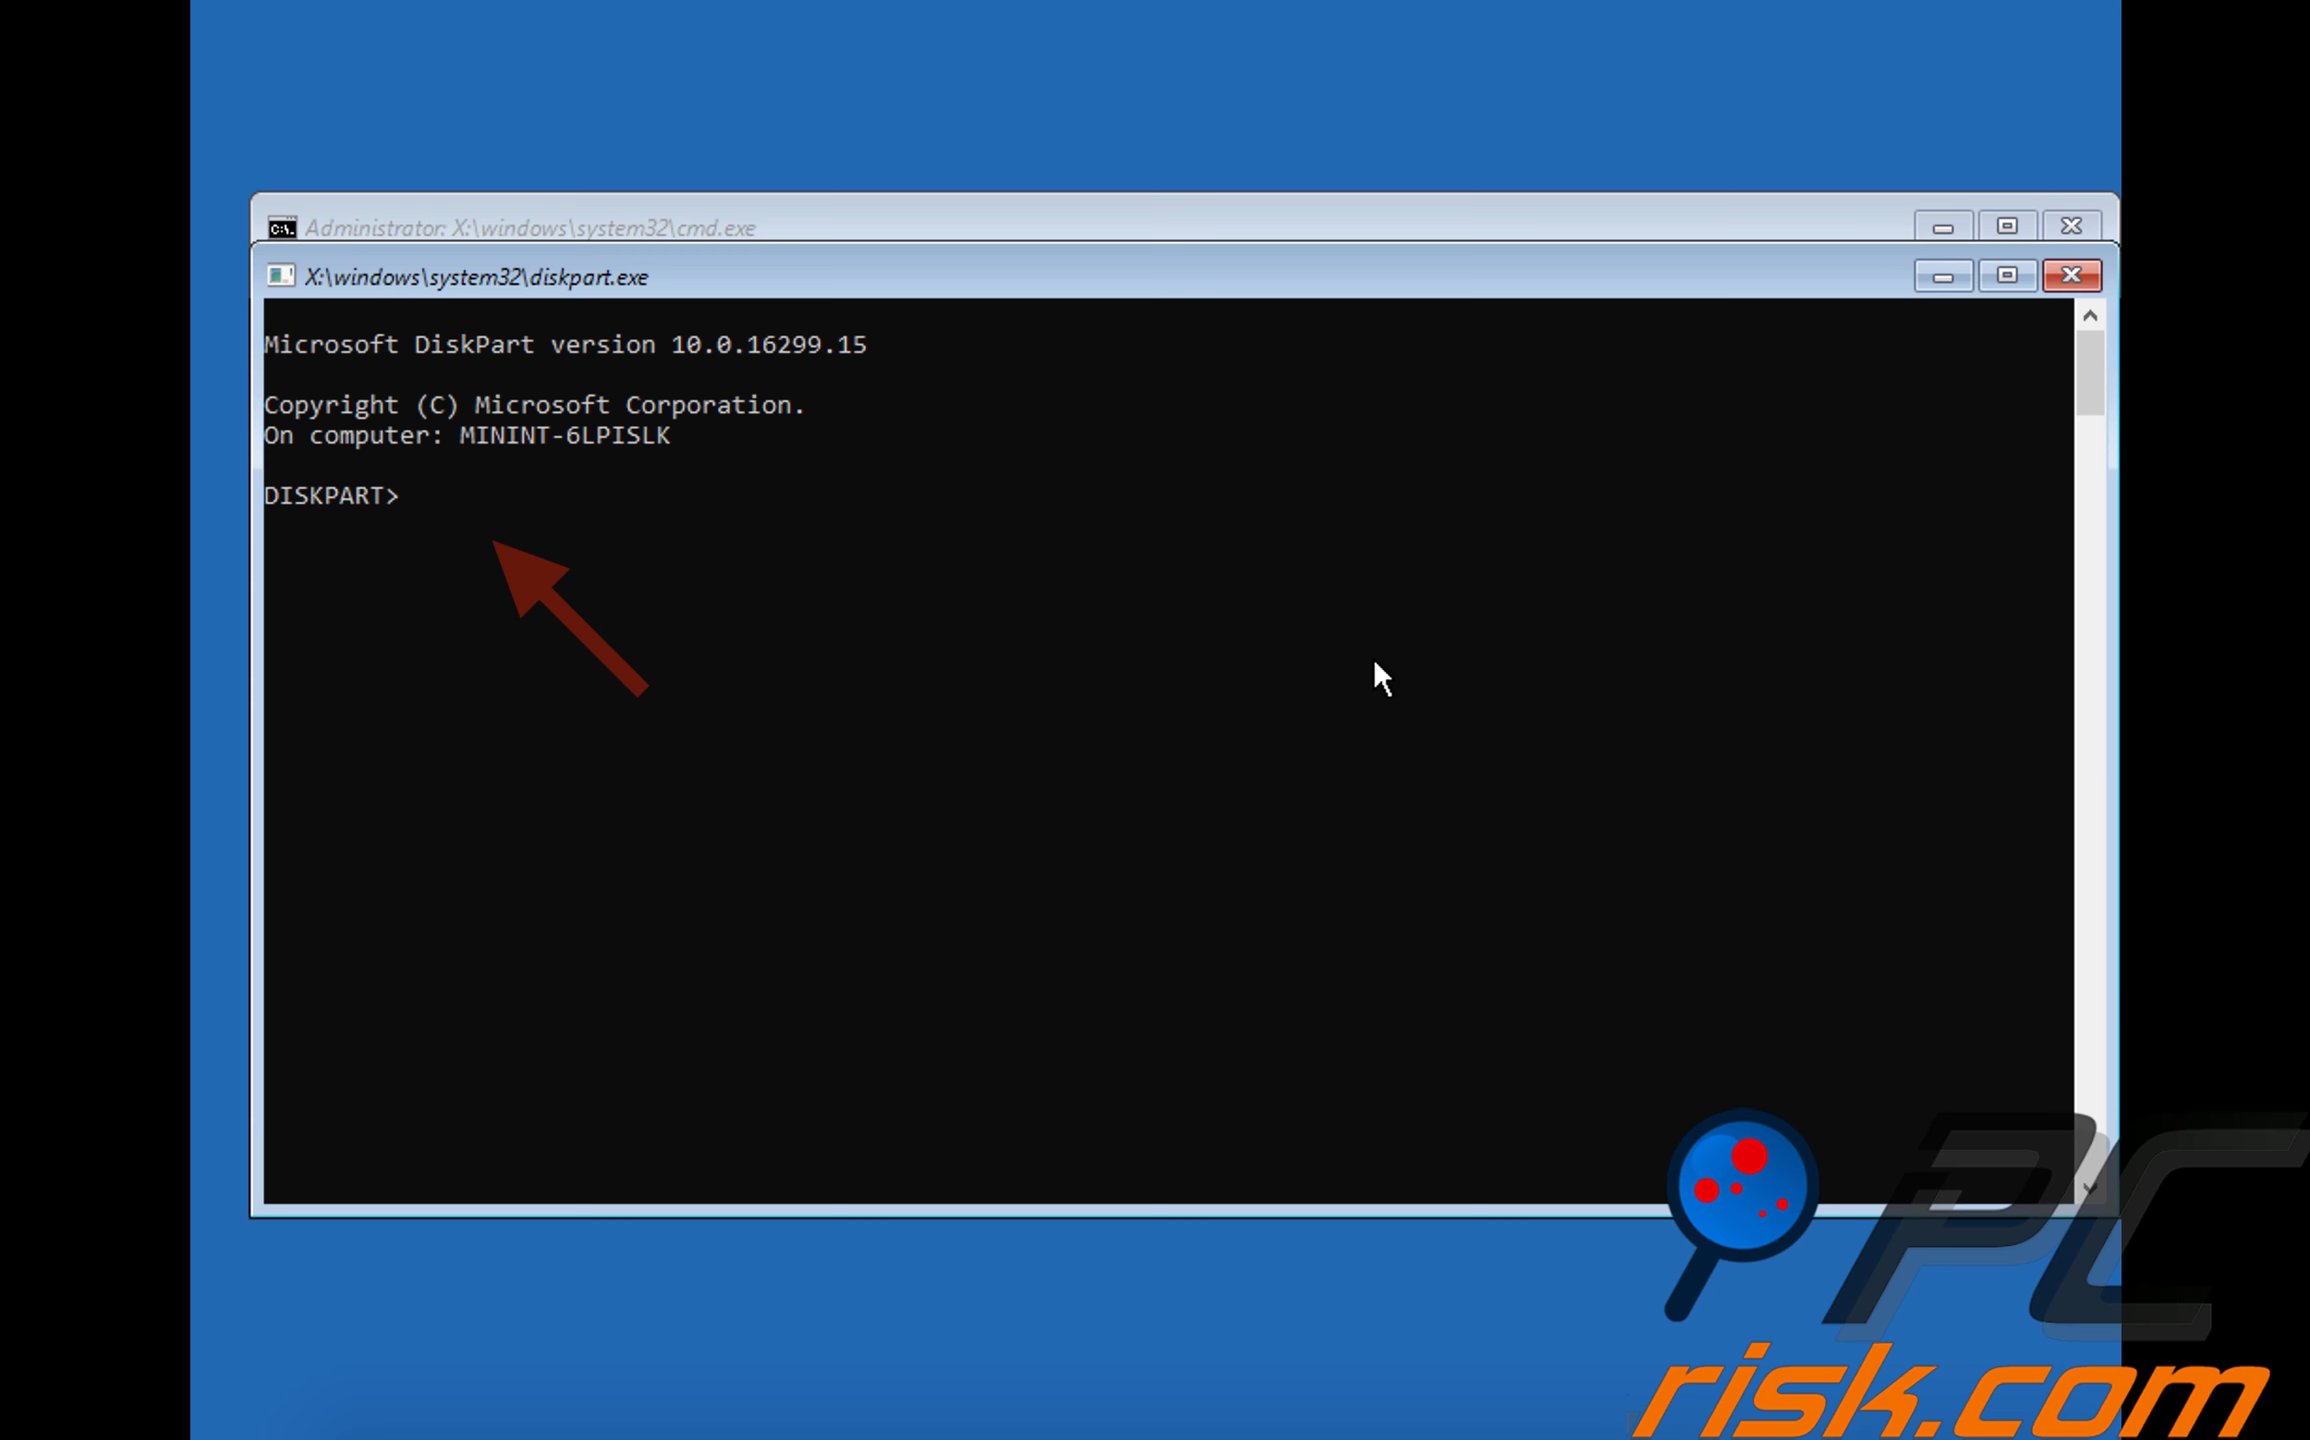 Administrator: X:\windows\system32\cmd.exe
X:\windows\system32\diskpart.exe
Microsoft DiskPart version 10.0.16299.15
Copyright (C) Microsoft Corporation.
On computer: MININT-6LPISLK
DISKPART>
PC
risk.com